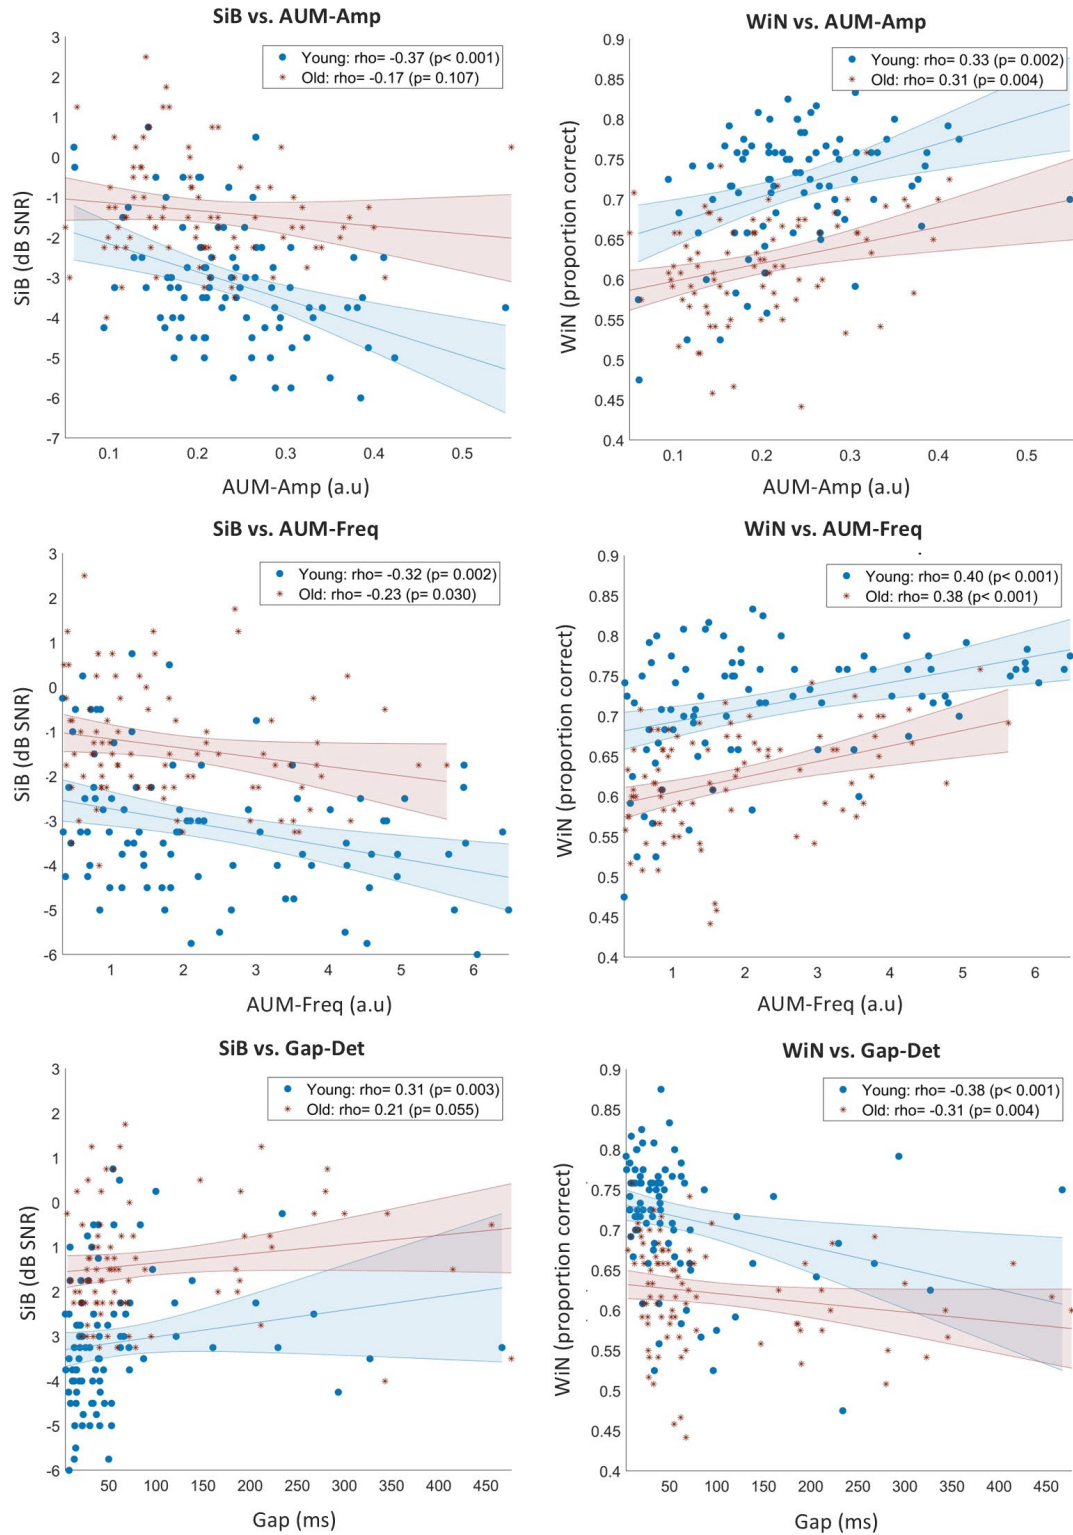 SiB vs. AUM-Amp
3
2
1
0
-1
-2
-3
-4
-5
-6
-7
SiB (dB SNR)
Young: rho= -0.37 (p< 0.001)
Old: rho= -0.17 (p= 0.107)
0.1 0.2 0.3 0.4 0.5
AUM-Amp (a.u)
WiN vs. AUM-Amp
0.9
0.85
0.8
0.75
0.7
0.65
0.6
0.55
0.5
0.45
0.4
WiN (proportion correct)
Young: rho= 0.33 (p= 0.002)
Old: rho= 0.31 (p= 0.004)
0.1 0.2 0.3 0.4 0.5
AUM-Amp (a.u)
SiB vs. AUM-Freq
3
2
1
0
-1
-2
-3
-4
-5
-6
SiB (dB SNR)
Young: rho= -0.32 (p= 0.002)
Old: rho= -0.23 (p= 0.030)
1 2 3 4 5 6
AUM-Freq (a.u)
WiN vs. AUM-Freq
0.9
0.85
0.8
0.75
0.7
0.65
0.6
0.55
0.5
0.45
0.4
WiN (proportion correct)
Young: rho= 0.40 (p< 0.001)
Old: rho= 0.38 (p< 0.001)
1 2 3 4 5 6
AUM-Freq (a.u)
SiB vs. Gap-Det
3
2
1
0
1
2
3
-4
-5
-6
SiB (dB SNR)
Young: rho= 0.31 (p= 0.003)
Old: rho= 0.21 (p= 0.055)
50 100 150 200 250 300 350 400 450
Gap (ms)
WiN vs. Gap-Det
0.9
0.85
0.8
0.75
0.7
0.65
0.6
0.55
0.5
0.45
0.4
WiN (proportion correct)
Young: rho= -0.38 (p< 0.001)
Old: rho= -0.31 (p= 0.004)
50 100 150 200 250 300 350 400 450
Gap (ms)